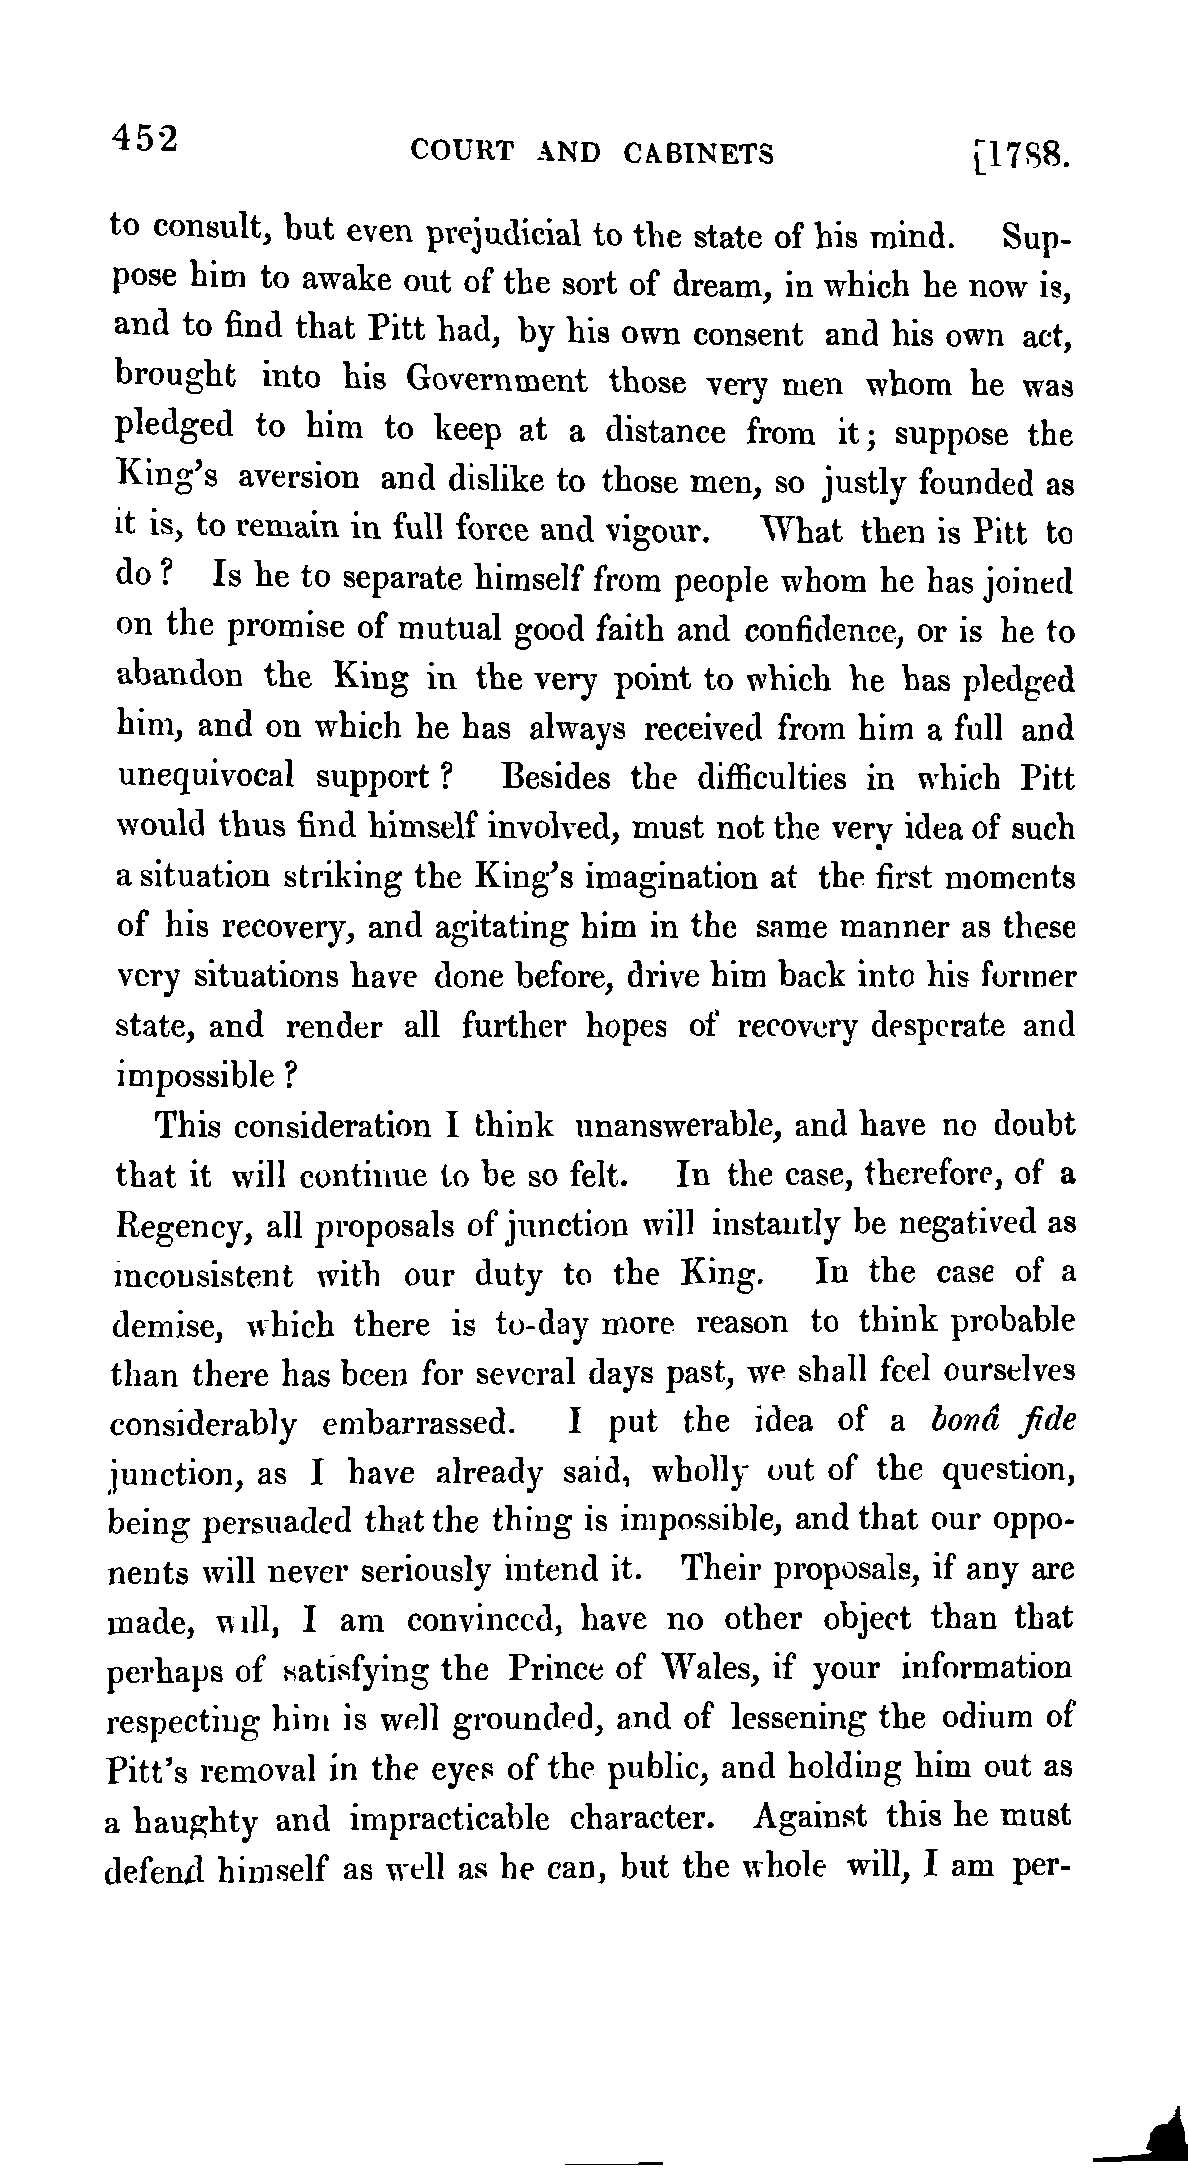 452 COURT AND CABINETS [1788.
to consult, but even prejudicial to the state of his mind. Sup-
pose him to awake out of the sort of dream, in which he now is,
and to find that Pitt had, by his own consent and his own act,
brought into his Government those very men whom he was
pledged to him to keep at a distance from it; suppose the
King's aversion and dislike to those men, so justly founded as
it is, to remain in full force and vigour. What then is Pitt to
do? Is he to separate himself from people whom he has joined
on the promise of mutual good faith and confidence, or is he to
abandon the King in the very point to which he has pledged
him, and on which he has always received from him a full and
unequivocal support? Besides the difficulties in which Pitt
would thus find himself involved, must not the very idea of such
a situation striking the King's imagination at the first moments
of his recovery, and agitating him in the same manner as these
very situations have done before, drive him back into his former
state, and render all further hopes of recovery desperate and
impossible?
This consideration I think unanswerable, and have no doubt
that it will continue to be so felt. In the case, therefore, of a
Regency, all proposals of junction will instantly be negatived as
inconsistent with our duty to the King. In the case of a
demise, which there is to-day more reason to think probable
than there has been for several days past, we shall feel ourselves
considerably embarrassed. I put the idea of a bonâ fide
junction, as I have already said, wholly out of the question,
being persuaded that the thing is impossible, and that our oppo-
nents will never seriously intend it. Their proposals, if any are
made, will, I am convinced, have no other object than that
perhaps of satisfying the Prince of Wales, if your information
respecting him is well grounded, and of lessening the odium of
Pitt's removal in the eyes of the public, and holding him out as
a haughty and impracticable character. Against this he must
defend himself as well as he can, but the whole will, I am per-